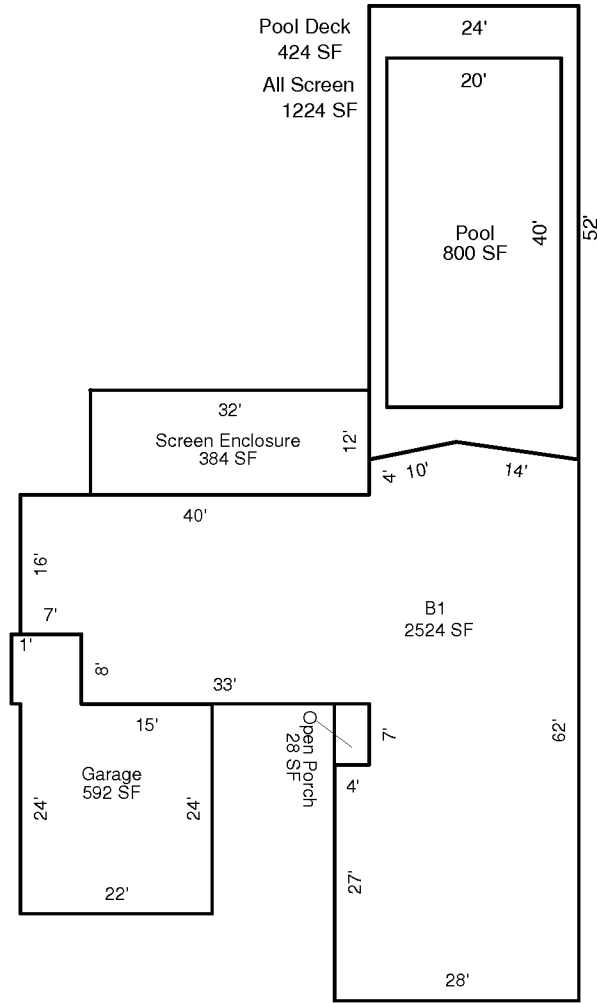 Pool Deck
424 SF
All Screen
1224 SF
24'
20'
Pool
800 SF
40'
52'
32'
Screen Enclosure
384 SF
12'
4'
10'
14'
40'
16'
7'
1'
8'
33'
B1
2524 SF
15'
Open Porch
28 SF
7'
62'
4'
Garage
592 SF
24'
24'
22'
27'
28'